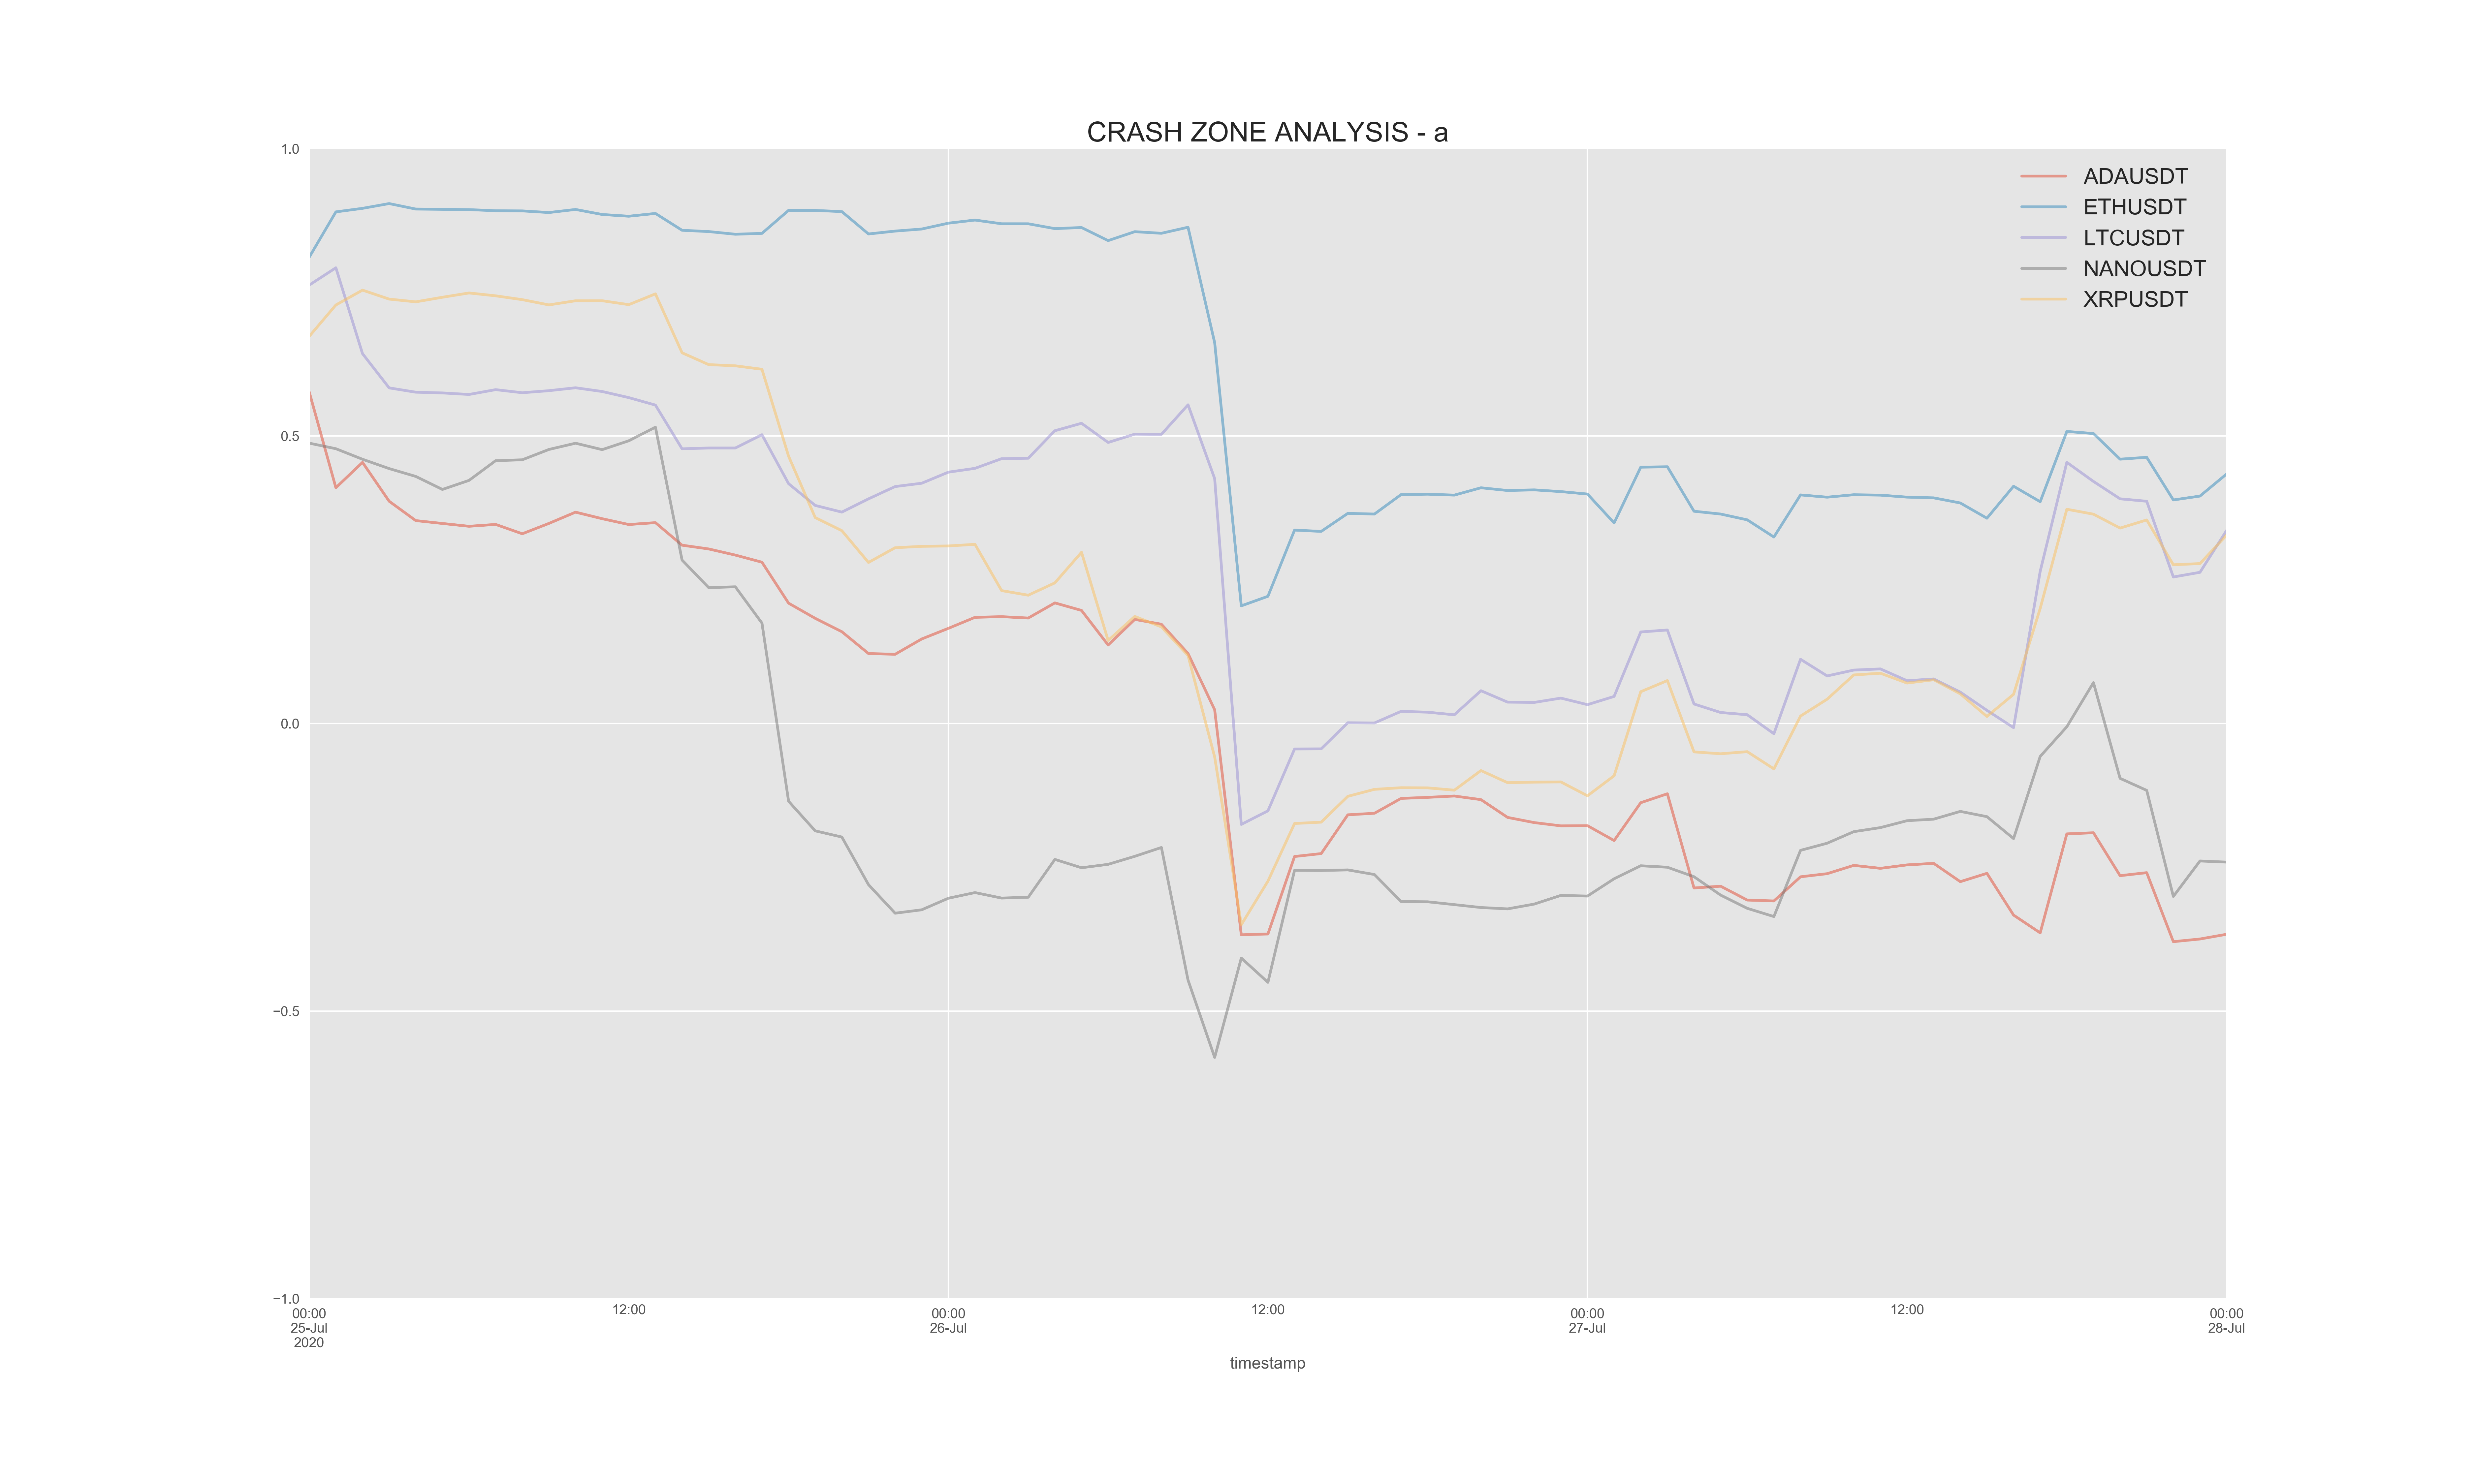 CRASH ZONE ANALYSIS - a
1.0
0.5
0.0
−0.5
−1.0
ADAUSDT
ETHUSDT
LTCUSDT
NANOUSDT
XRPUSDT
00:00
25-Jul
2020
12:00
00:00
26-Jul
12:00
00:00
27-Jul
12:00
00:00
28-Jul
timestamp